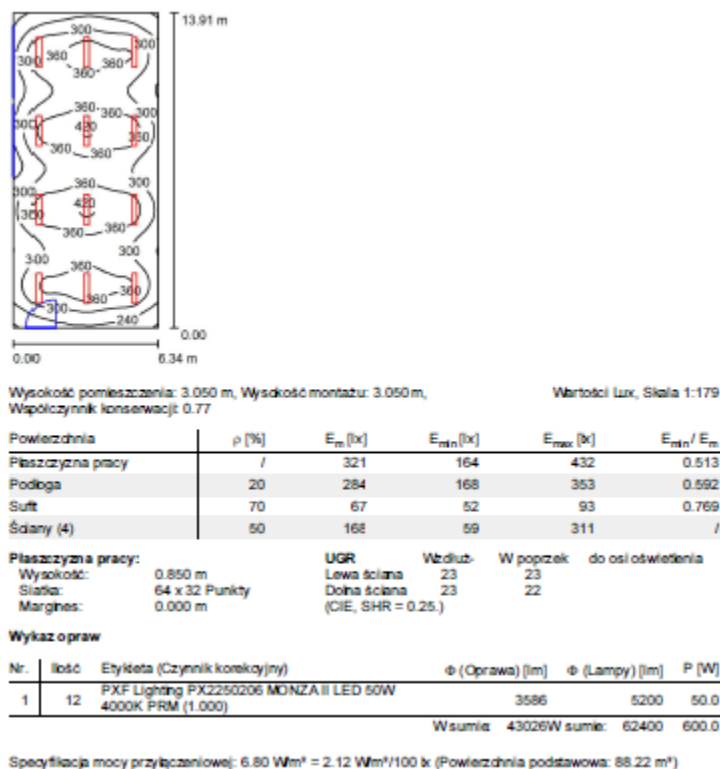 13.91 m
300
300
300
360
360
360
360
360
300
300
420
360
360
360
300
360
300
300
420
360
360
360
300
300
360
360
360
300
240
0.00
0.00
6.34 m
Wysokość pomieszczenia: 3.050 m, Wysokość montażu: 3.050 m, Współczynnik konserwacji: 0.77
Wartości Lux, Skala 1:179
Powierzchnia ρ [%] Em [lx] Emin [lx] Emax [lx] Emin / Em
Płaszczyzna pracy / 321 164 432 0.513
Podłoga 20 284 168 353 0.592
Sufit 70 67 52 93 0.769
Ściany (4) 50 168 59 311 /
Płaszczyzna pracy:
Wysokość: 0.850 m
Siatka: 64 x 32 Punkty
Margines: 0.000 m
UGR Wzdłuż- W poprzek do osi oświetlenia
Lewa ściana 23 23
Dolna ściana 23 22
(CIE, SHR = 0.25.)
Wykaz opraw
Nr. Ilość Etykieta (Czynnik korekcyjny) Φ (Oprawa) [lm] Φ (Lampy) [lm] P [W]
1 12 PXF Lighting PX2250206 MONZA II LED 50W 4000K PRM (1.000) 3586 5200 50.0
W sumie: 43026 W sumie: 62400 600.0
Specyfikacja mocy przyłączeniowej: 6.80 W/m² = 2.12 W/m²/100 lx (Powierzchnia podstawowa: 88.22 m²)